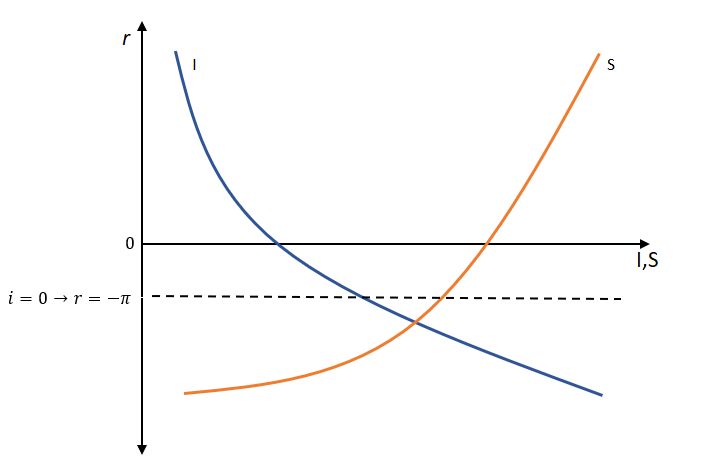 r
I
S
0
I,S
i = 0 → r = −π